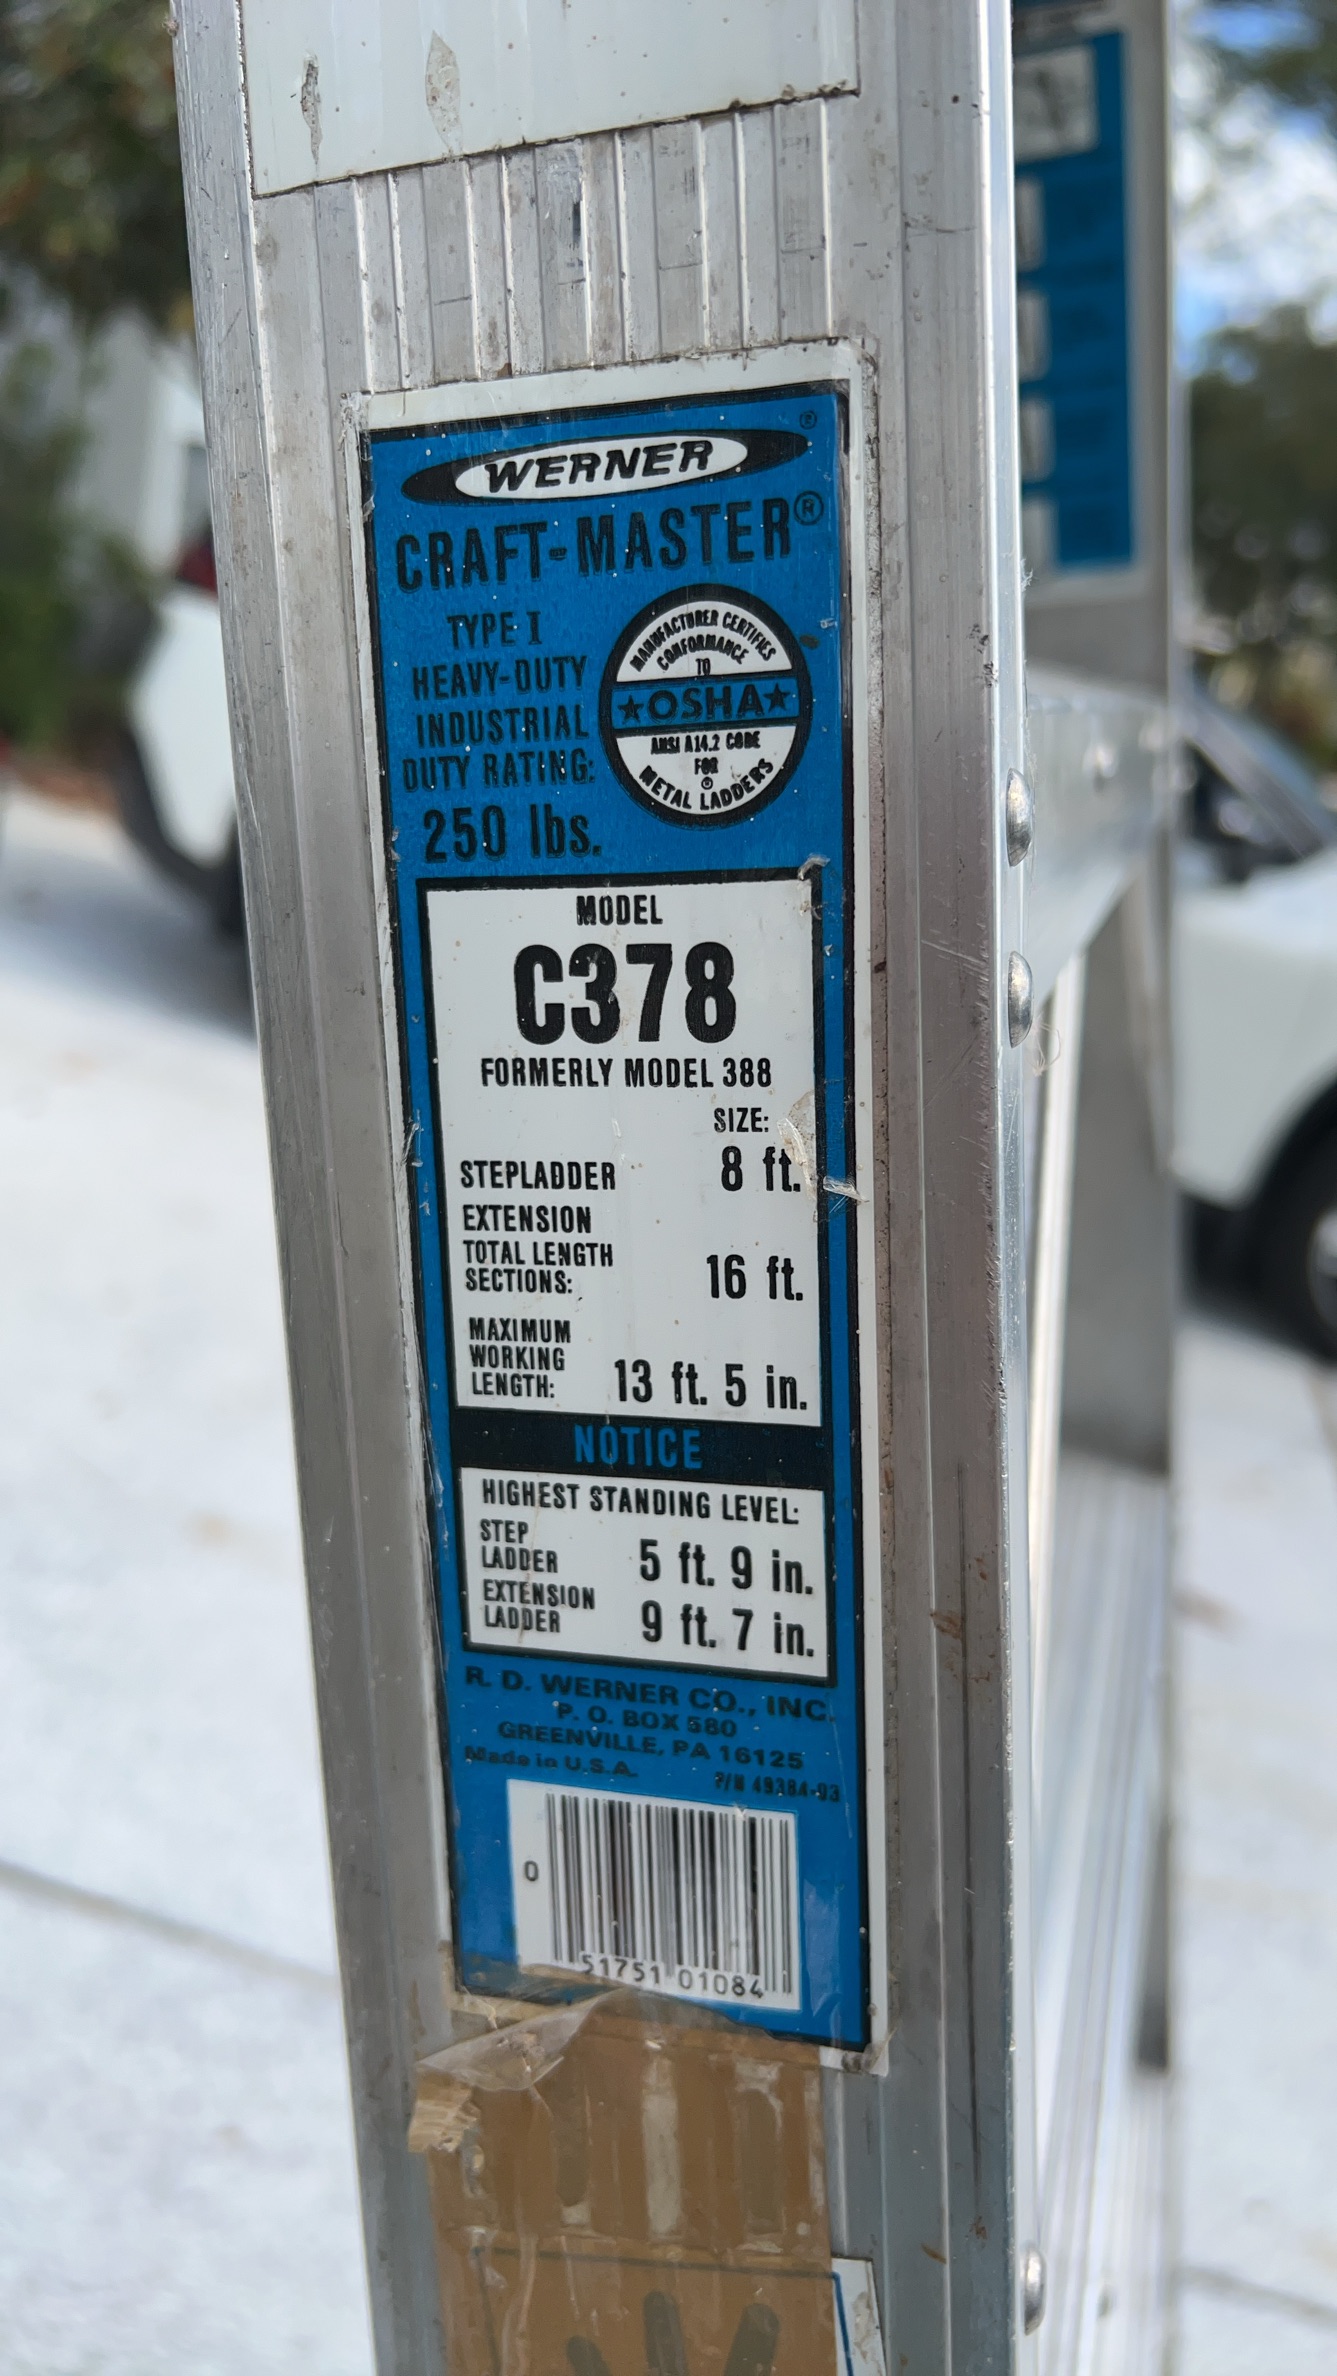 WERNER
®
CRAFT-MASTER®
TYPE I
HEAVY-DUTY
INDUSTRIAL
DUTY RATING:
250 lbs.
MANUFACTURER CERTIFIES
CONFORMANCE
TO
★OSHA★
ANSI A14.2 CODE
FOR
®
METAL LADDERS
MODEL
C378
FORMERLY MODEL 388
SIZE:
STEPLADDER 8 ft.
EXTENSION
TOTAL LENGTH
SECTIONS: 16 ft.
MAXIMUM
WORKING
LENGTH: 13 ft. 5 in.
NOTICE
HIGHEST STANDING LEVEL:
STEP
LADDER 5 ft. 9 in.
EXTENSION
LADDER 9 ft. 7 in.
R. D. WERNER CO., INC.
P. O. BOX 580
GREENVILLE, PA 16125
Made in U.S.A.
P/N 49384-03
0 51751 01084